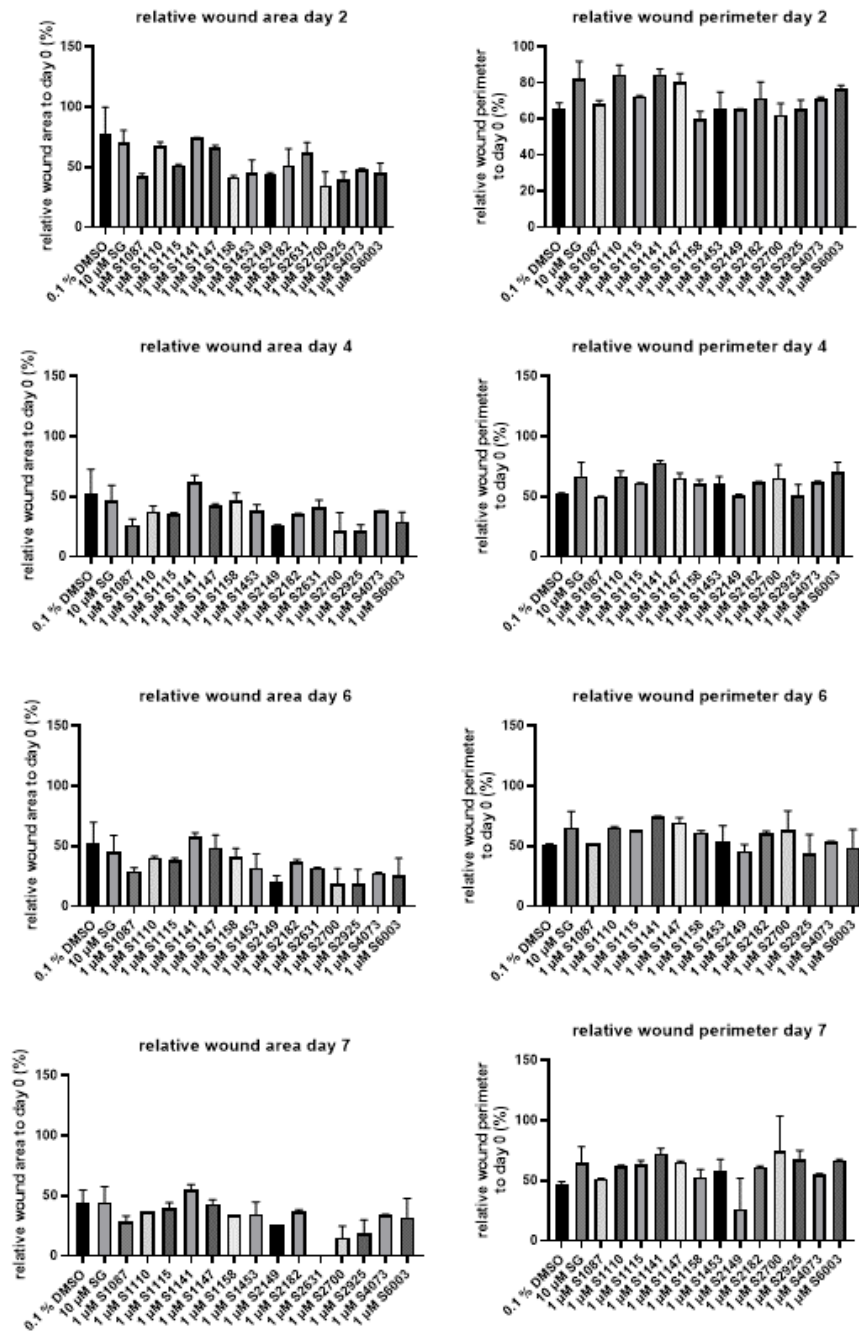 relative wound area day 2
relative wound area to day 0 (%)
150
100
50
0
0.1 % DMSO
10 µM SG
1 µM S1087
1 µM S1110
1 µM S1115
1 µM S1141
1 µM S1147
1 µM S1158
1 µM S1453
1 µM S2149
1 µM S2182
1 µM S2631
1 µM S2700
1 µM S2925
1 µM S4073
1 µM S6003
relative wound perimeter day 2
relative wound perimeter
to day 0 (%)
100
80
60
40
20
0
0.1 % DMSO
10 µM SG
1 µM S1087
1 µM S1110
1 µM S1115
1 µM S1141
1 µM S1147
1 µM S1158
1 µM S1453
1 µM S2149
1 µM S2182
1 µM S2700
1 µM S2925
1 µM S4073
1 µM S6003
relative wound area day 4
relative wound area to day 0 (%)
150
100
50
0
0.1 % DMSO
10 µM SG
1 µM S1087
1 µM S1110
1 µM S1115
1 µM S1141
1 µM S1147
1 µM S1158
1 µM S1453
1 µM S2149
1 µM S2182
1 µM S2631
1 µM S2700
1 µM S2925
1 µM S4073
1 µM S6003
relative wound perimeter day 4
relative wound perimeter
to day 0 (%)
150
100
50
0
0.1 % DMSO
10 µM SG
1 µM S1087
1 µM S1110
1 µM S1115
1 µM S1141
1 µM S1147
1 µM S1158
1 µM S1453
1 µM S2149
1 µM S2182
1 µM S2700
1 µM S2925
1 µM S4073
1 µM S6003
relative wound area day 6
relative wound area to day 0 (%)
150
100
50
0
0.1 % DMSO
10 µM SG
1 µM S1087
1 µM S1110
1 µM S1115
1 µM S1141
1 µM S1147
1 µM S1158
1 µM S1453
1 µM S2149
1 µM S2182
1 µM S2631
1 µM S2700
1 µM S2925
1 µM S4073
1 µM S6003
relative wound perimeter day 6
relative wound perimeter
to day 0 (%)
150
100
50
0
0.1 % DMSO
10 µM SG
1 µM S1087
1 µM S1110
1 µM S1115
1 µM S1141
1 µM S1147
1 µM S1158
1 µM S1453
1 µM S2149
1 µM S2182
1 µM S2700
1 µM S2925
1 µM S4073
1 µM S6003
relative wound area day 7
relative wound area to day 0 (%)
150
100
50
0
0.1 % DMSO
10 µM SG
1 µM S1087
1 µM S1110
1 µM S1115
1 µM S1141
1 µM S1147
1 µM S1158
1 µM S1453
1 µM S2149
1 µM S2182
1 µM S2631
1 µM S2700
1 µM S2925
1 µM S4073
1 µM S6003
relative wound perimeter day 7
relative wound perimeter
to day 0 (%)
150
100
50
0
0.1 % DMSO
10 µM SG
1 µM S1087
1 µM S1110
1 µM S1115
1 µM S1141
1 µM S1147
1 µM S1158
1 µM S1453
1 µM S2149
1 µM S2182
1 µM S2700
1 µM S2925
1 µM S4073
1 µM S6003